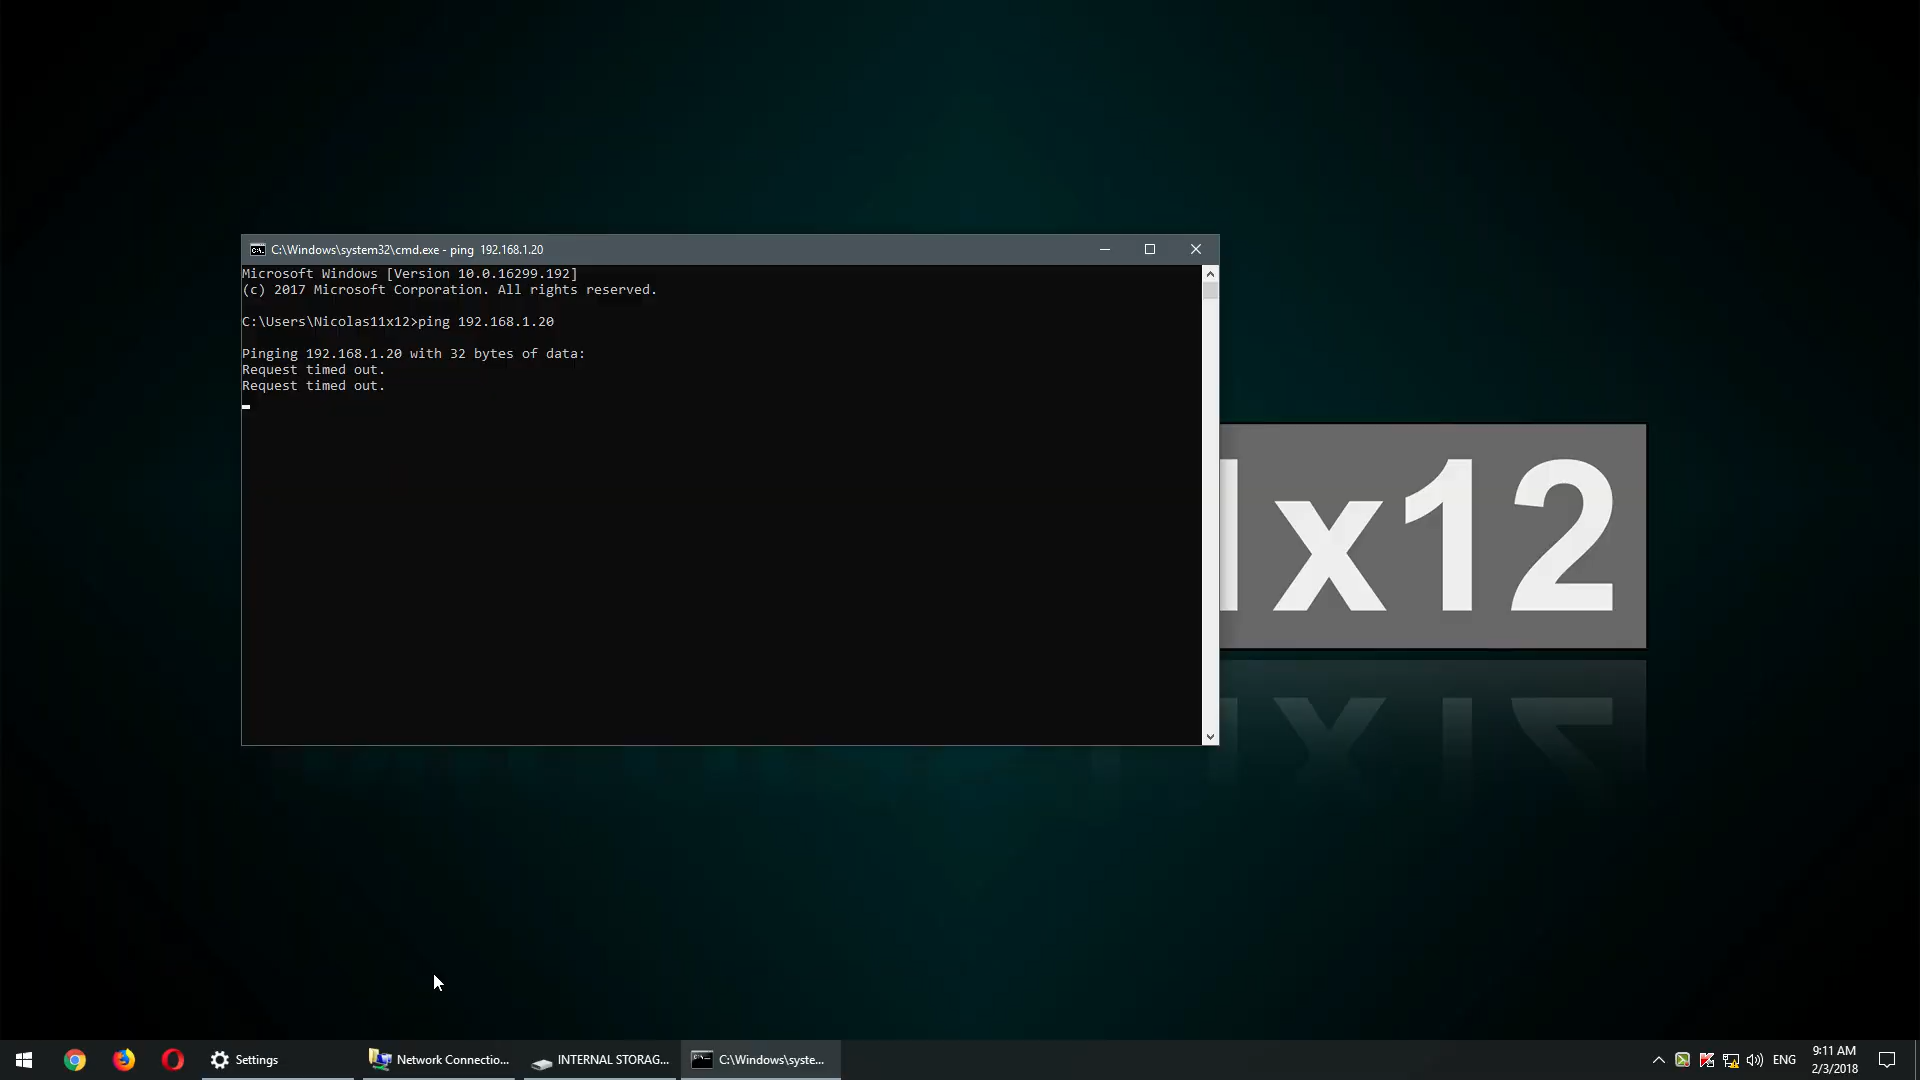 C:\Windows\system32\cmd.exe - ping  192.168.1.20
Microsoft Windows [Version 10.0.16299.192]
(c) 2017 Microsoft Corporation. All rights reserved.
C:\Users\Nicolas11x12>ping 192.168.1.20
Pinging 192.168.1.20 with 32 bytes of data:
Request timed out.
Request timed out.
1x12
Settings
Network Connectio...
INTERNAL STORAG...
C:\Windows\syste...
ENG
9:11 AM
2/3/2018